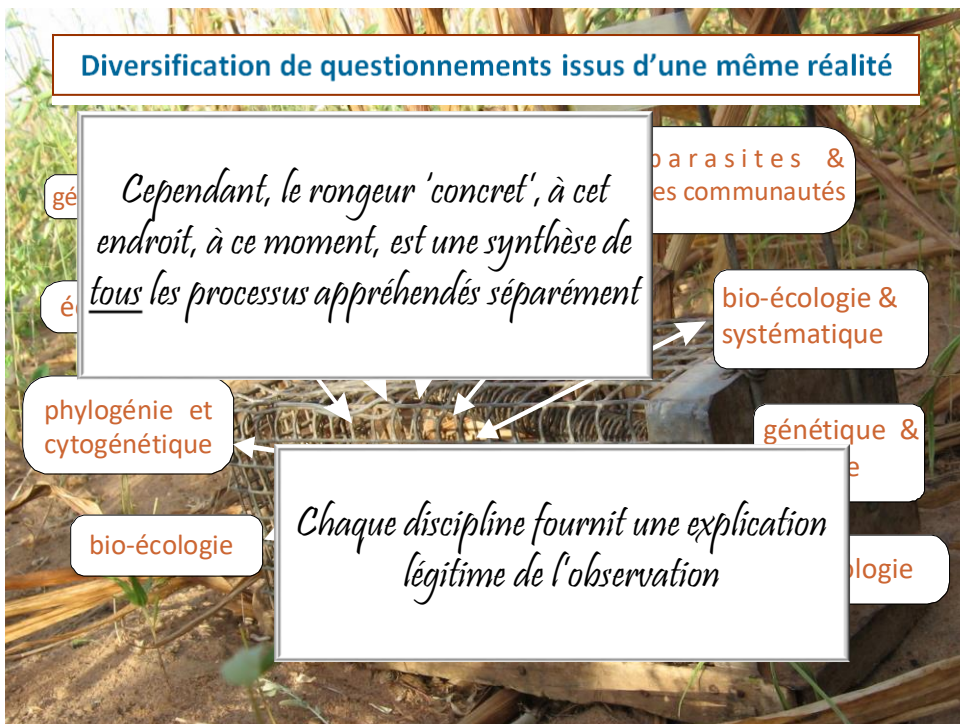 Diversification de questionnements issus d’une même réalité
Cependant, le rongeur ‘concret’, à cet
endroit, à ce moment, est une synthèse de
tous les processus appréhendés séparément
parasites &
communautés
bio-écologie &
systématique
phylogénie et
cytogénétique
génétique &
bio-écologie
Chaque discipline fournit une explication
légitime de l’observation